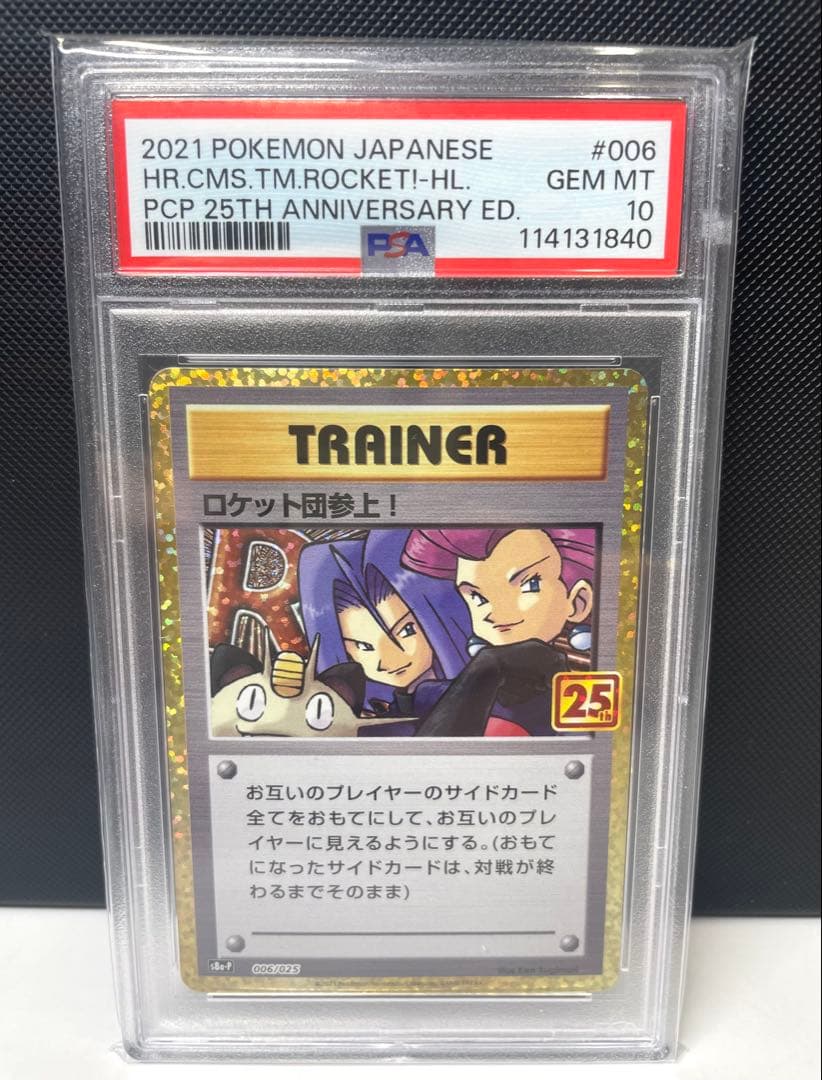 2021 POKEMON JAPANESE #006
HR.CMS.TM.ROCKET!-HL. GEM MT
PCP 25TH ANNIVERSARY ED. 10
PSA 114131840
TRAINER
ロケット団参上!
R
25th
お互いのプレイヤーのサイドカード
全てをおもてにして、お互いのプレ
イヤーに見えるようにする。(おもて
になったサイドカードは、対戦が終
わるまでそのまま)
s8a-P 006/025